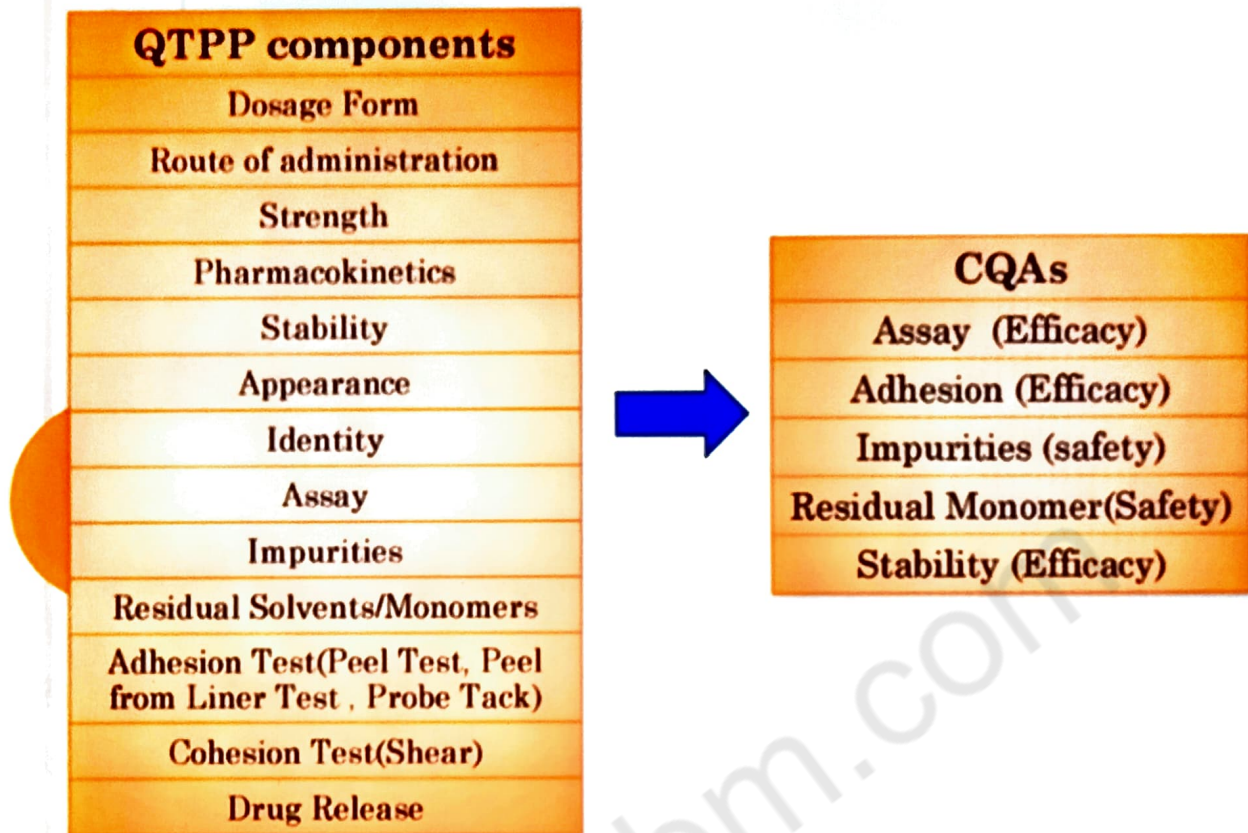 QTPP components
Dosage Form
Route of administration
Strength
Pharmacokinetics
Stability
Appearance
Identity
Assay
Impurities
Residual Solvents/Monomers
Adhesion Test(Peel Test, Peel
from Liner Test , Probe Tack)
Cohesion Test(Shear)
Drug Release
CQAs
Assay (Efficacy)
Adhesion (Efficacy)
Impurities (safety)
Residual Monomer(Safety)
Stability (Efficacy)